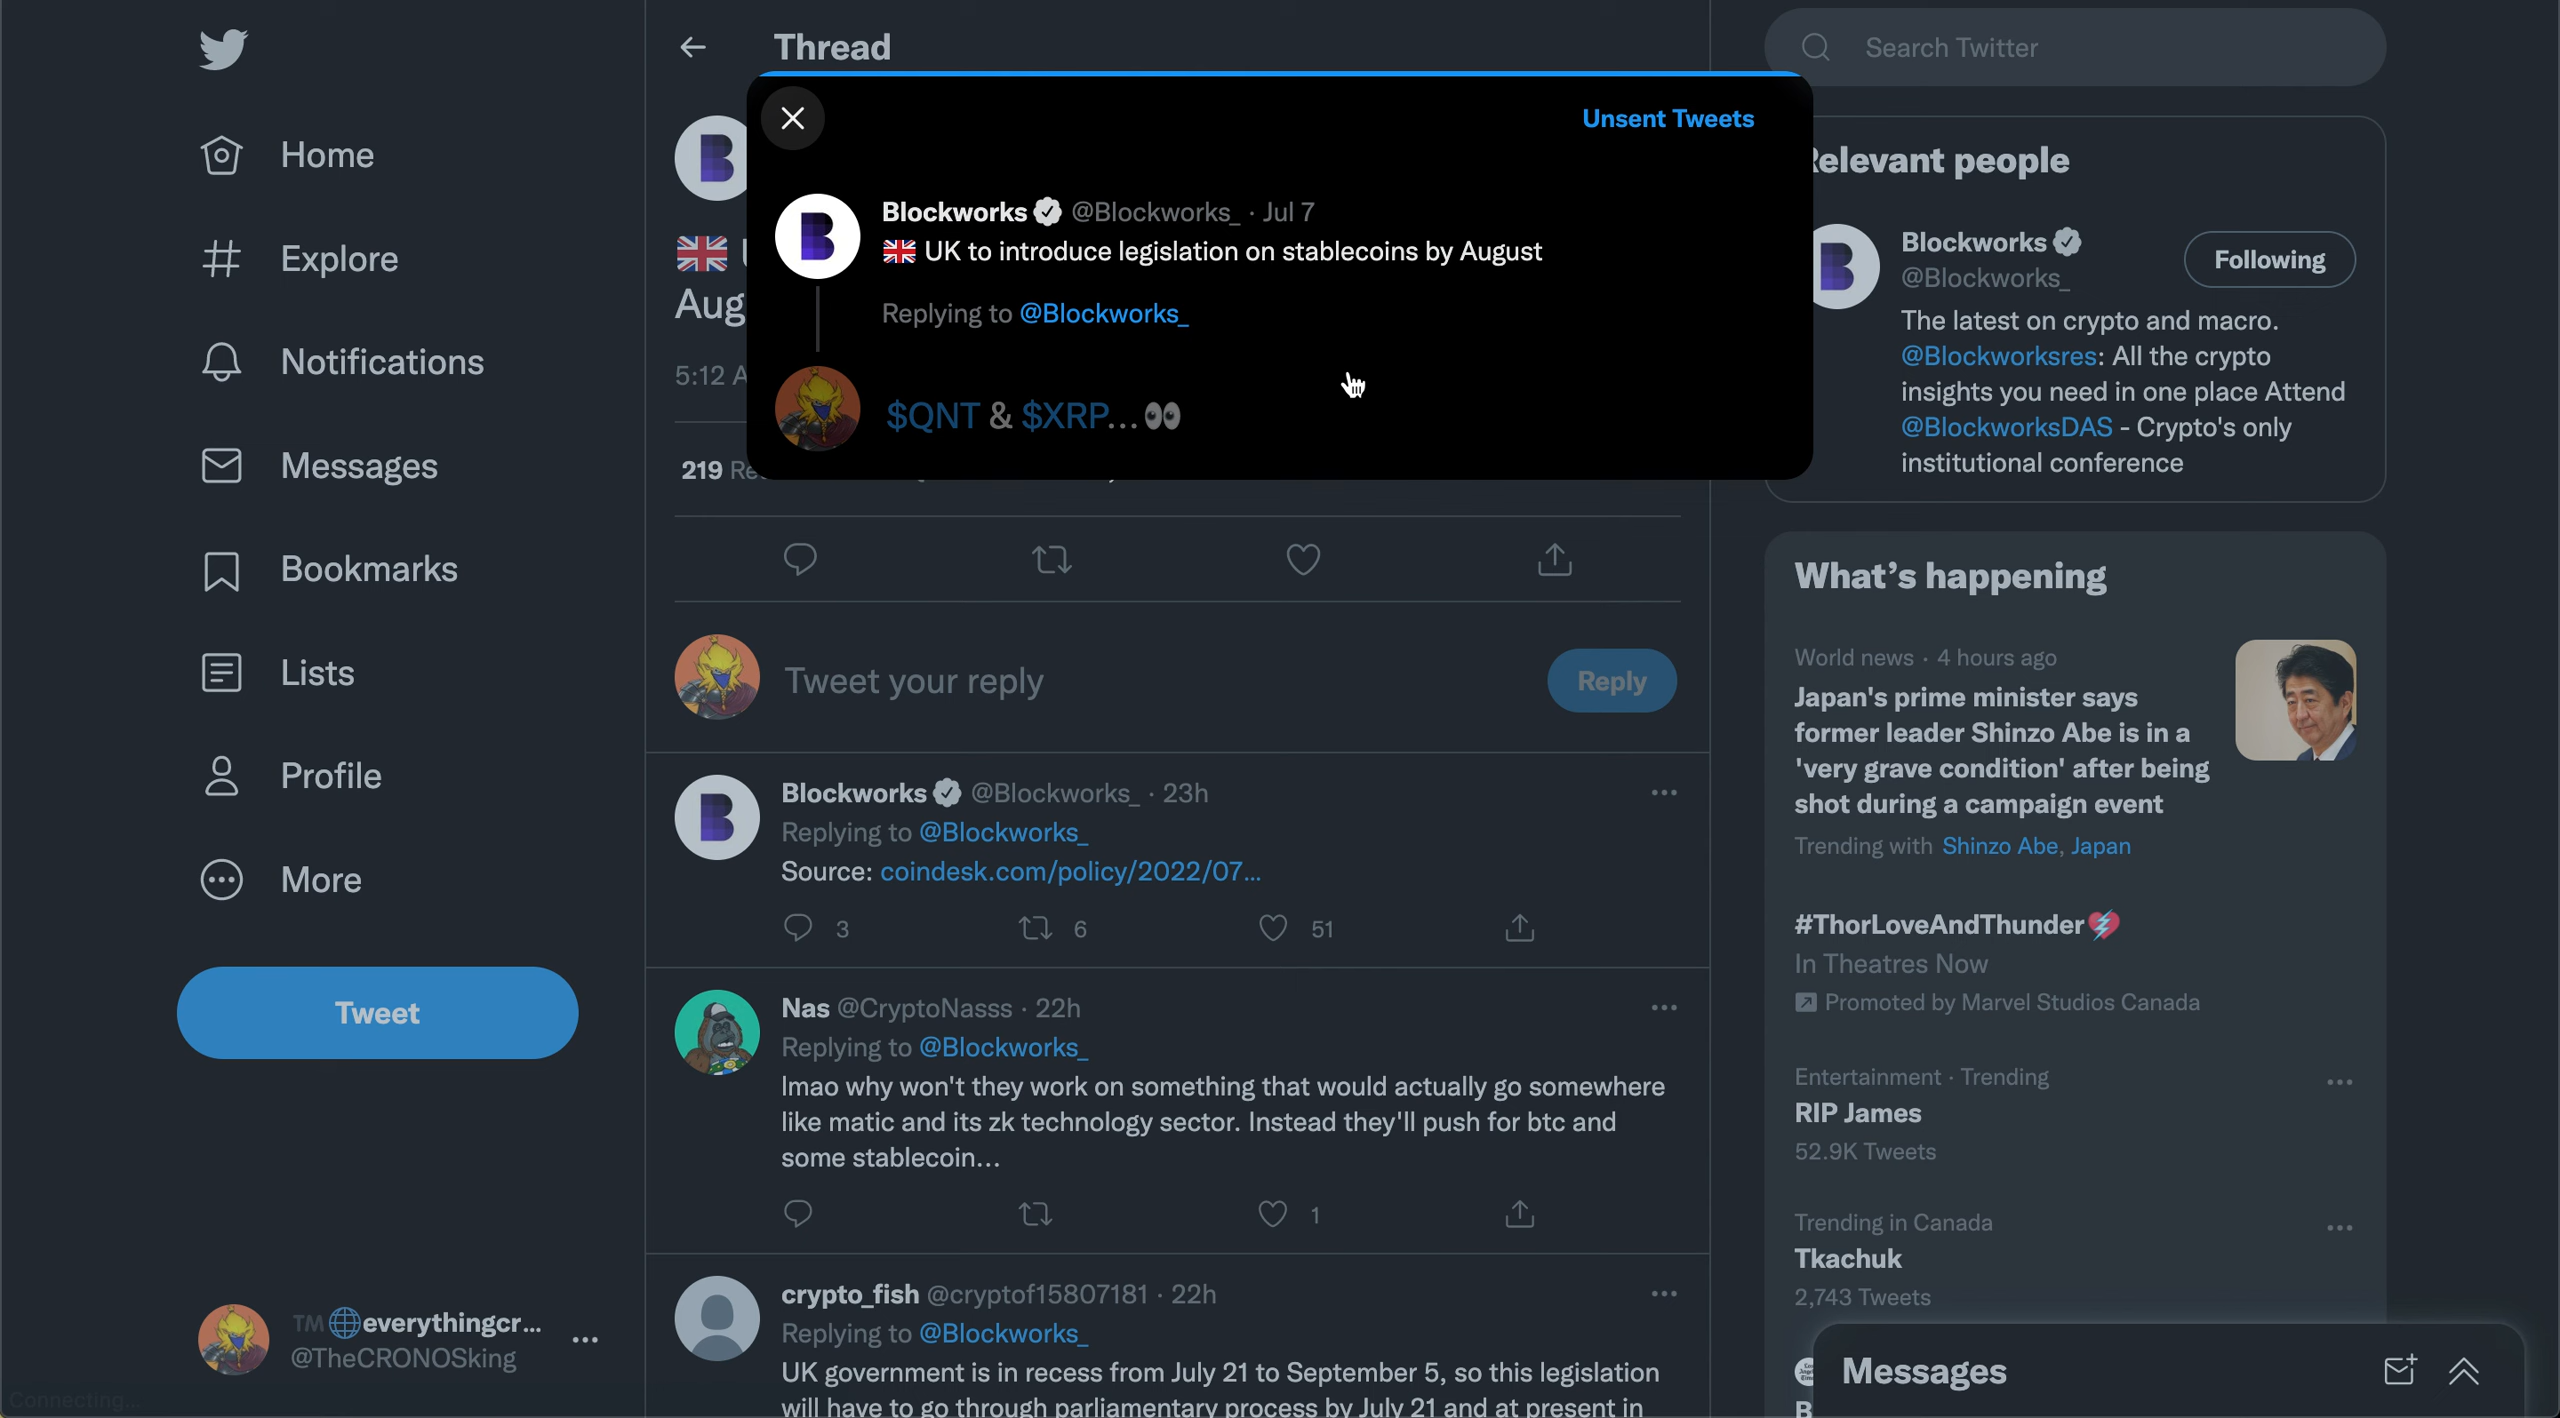 Home
Explore
Notifications
Messages
Bookmarks
Lists
Profile
More
Tweet
TM🌐everythingcr...
@TheCRONOSking
Connecting...
Thread
Aug
5:12 A
219 Re
Unsent Tweets
Blockworks @Blockworks_ · Jul 7
🇬🇧 UK to introduce legislation on stablecoins by August
Replying to @Blockworks_
$QNT & $XRP...👀
Tweet your reply
Reply
Blockworks @Blockworks_ · 23h
Replying to @Blockworks_
Source: coindesk.com/policy/2022/07...
3 6 51
Nas @CryptoNasss · 22h
Replying to @Blockworks_
lmao why won't they work on something that would actually go somewhere
like matic and its zk technology sector. Instead they'll push for btc and
some stablecoin...
1
crypto_fish @cryptof15807181 · 22h
Replying to @Blockworks_
UK government is in recess from July 21 to September 5, so this legislation
will have to go through parliamentary process by July 21 and at present in
Search Twitter
Relevant people
Blockworks
@Blockworks_
Following
The latest on crypto and macro.
@Blockworksres: All the crypto
insights you need in one place Attend
@BlockworksDAS - Crypto's only
institutional conference
What's happening
World news · 4 hours ago
Japan's prime minister says
former leader Shinzo Abe is in a
'very grave condition' after being
shot during a campaign event
Trending with Shinzo Abe, Japan
#ThorLoveAndThunder
In Theatres Now
Promoted by Marvel Studios Canada
Entertainment · Trending
RIP James
52.9K Tweets
Trending in Canada
Tkachuk
2,743 Tweets
Messages